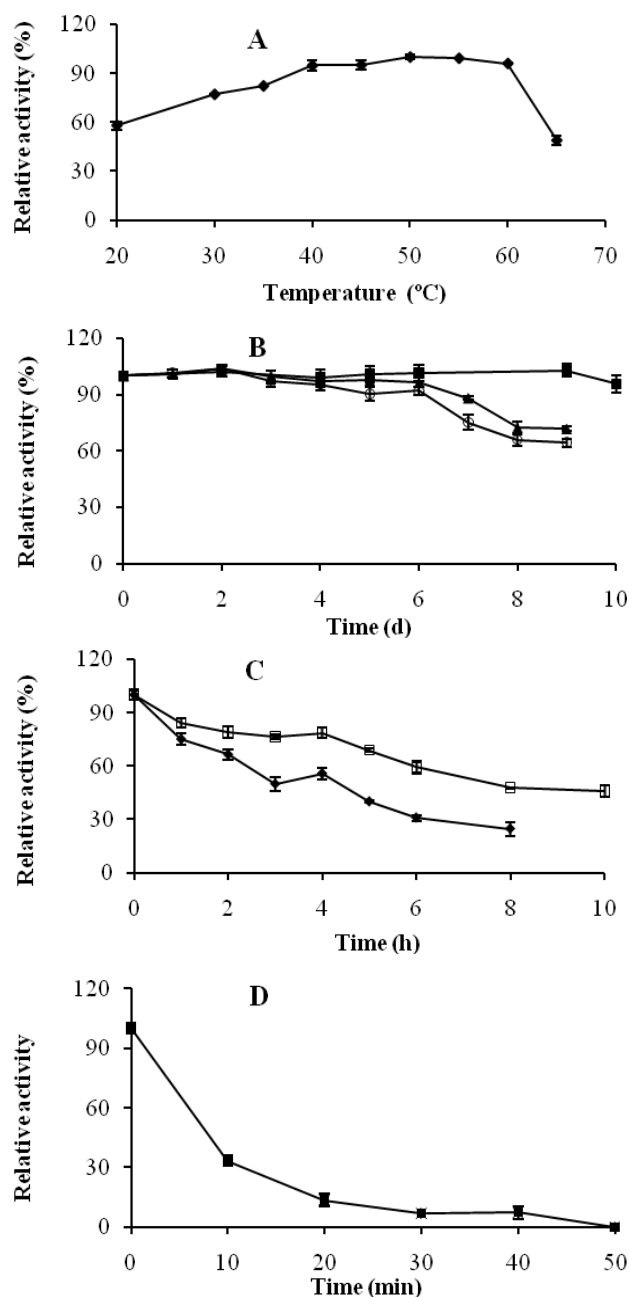 A
Relative activity (%)
120
90
60
30
0
20 30 40 50 60 70
Temperature (ºC)
B
Relative activity (%)
120
90
60
30
0
0 2 4 6 8 10
Time (d)
C
Relative activity (%)
120
90
60
30
0
0 2 4 6 8 10
Time (h)
D
Relative activity
120
90
60
30
0
0 10 20 30 40 50
Time (min)